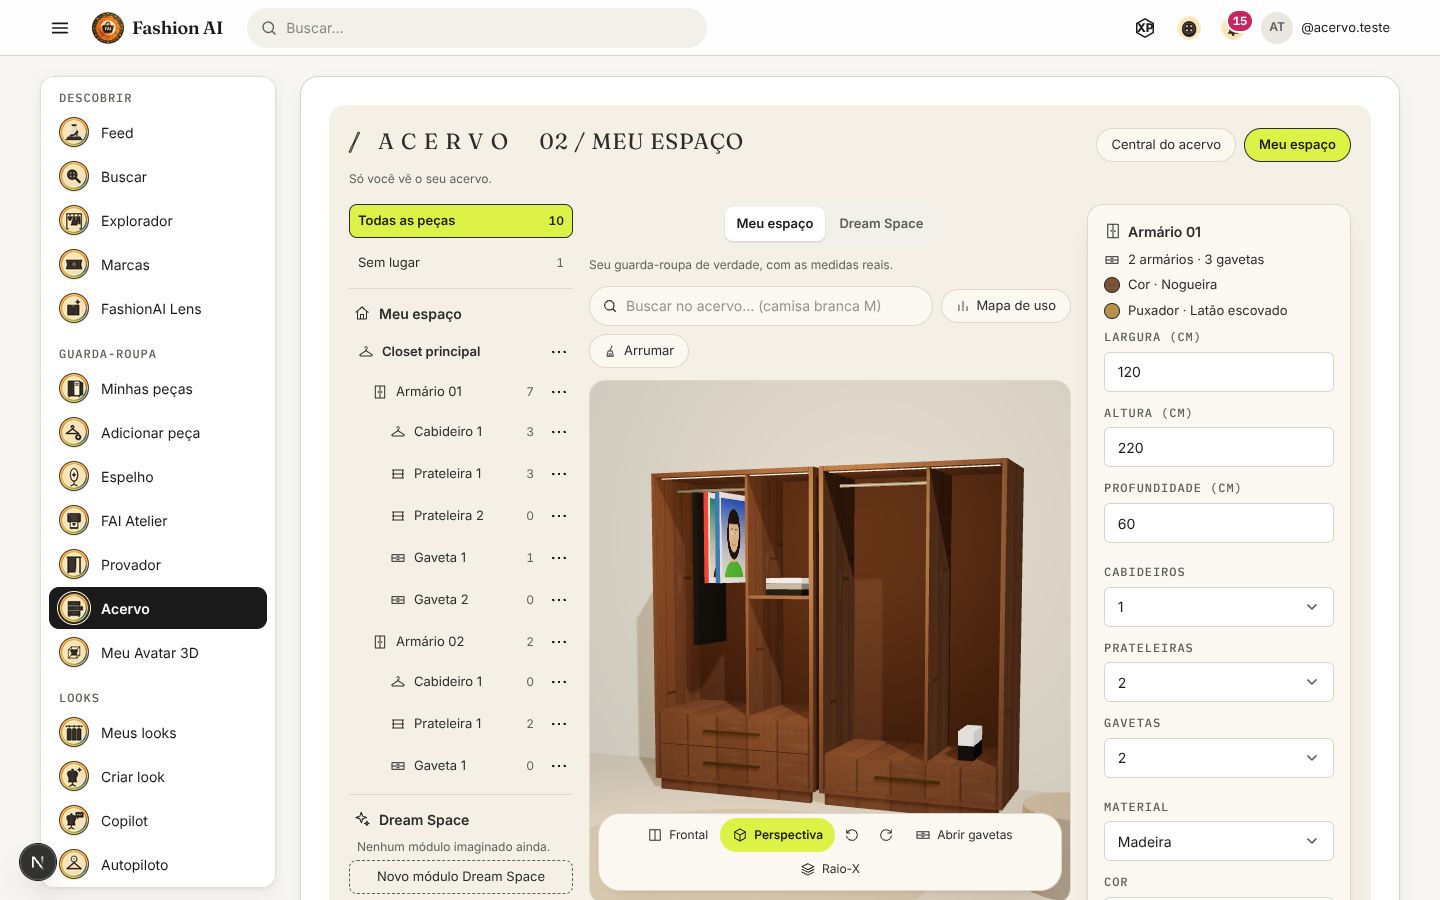 Fashion AI
Buscar...
XP
15
AT
@acervo.teste
DESCOBRIR
Feed
Buscar
Explorador
Marcas
FashionAI Lens
GUARDA-ROUPA
Minhas peças
Adicionar peça
Espelho
FAI Atelier
Provador
Acervo
Meu Avatar 3D
LOOKS
Meus looks
Criar look
Copilot
Autopiloto
N
/ ACERVO 02 / MEU ESPAÇO
Só você vê o seu acervo.
Central do acervo
Meu espaço
Todas as peças 10
Sem lugar 1
Meu espaço
Closet principal
Armário 01 7
Cabideiro 1 3
Prateleira 1 3
Prateleira 2 0
Gaveta 1 1
Gaveta 2 0
Armário 02 2
Cabideiro 1 0
Prateleira 1 2
Gaveta 1 0
Dream Space
Nenhum módulo imaginado ainda.
Novo módulo Dream Space
Meu espaço
Dream Space
Seu guarda-roupa de verdade, com as medidas reais.
Buscar no acervo... (camisa branca M)
Mapa de uso
Arrumar
Frontal
Perspectiva
Abrir gavetas
Raio-X
Armário 01
2 armários · 3 gavetas
Cor · Nogueira
Puxador · Latão escovado
LARGURA (CM)
120
ALTURA (CM)
220
PROFUNDIDADE (CM)
60
CABIDEIROS
1
PRATELEIRAS
2
GAVETAS
2
MATERIAL
Madeira
COR